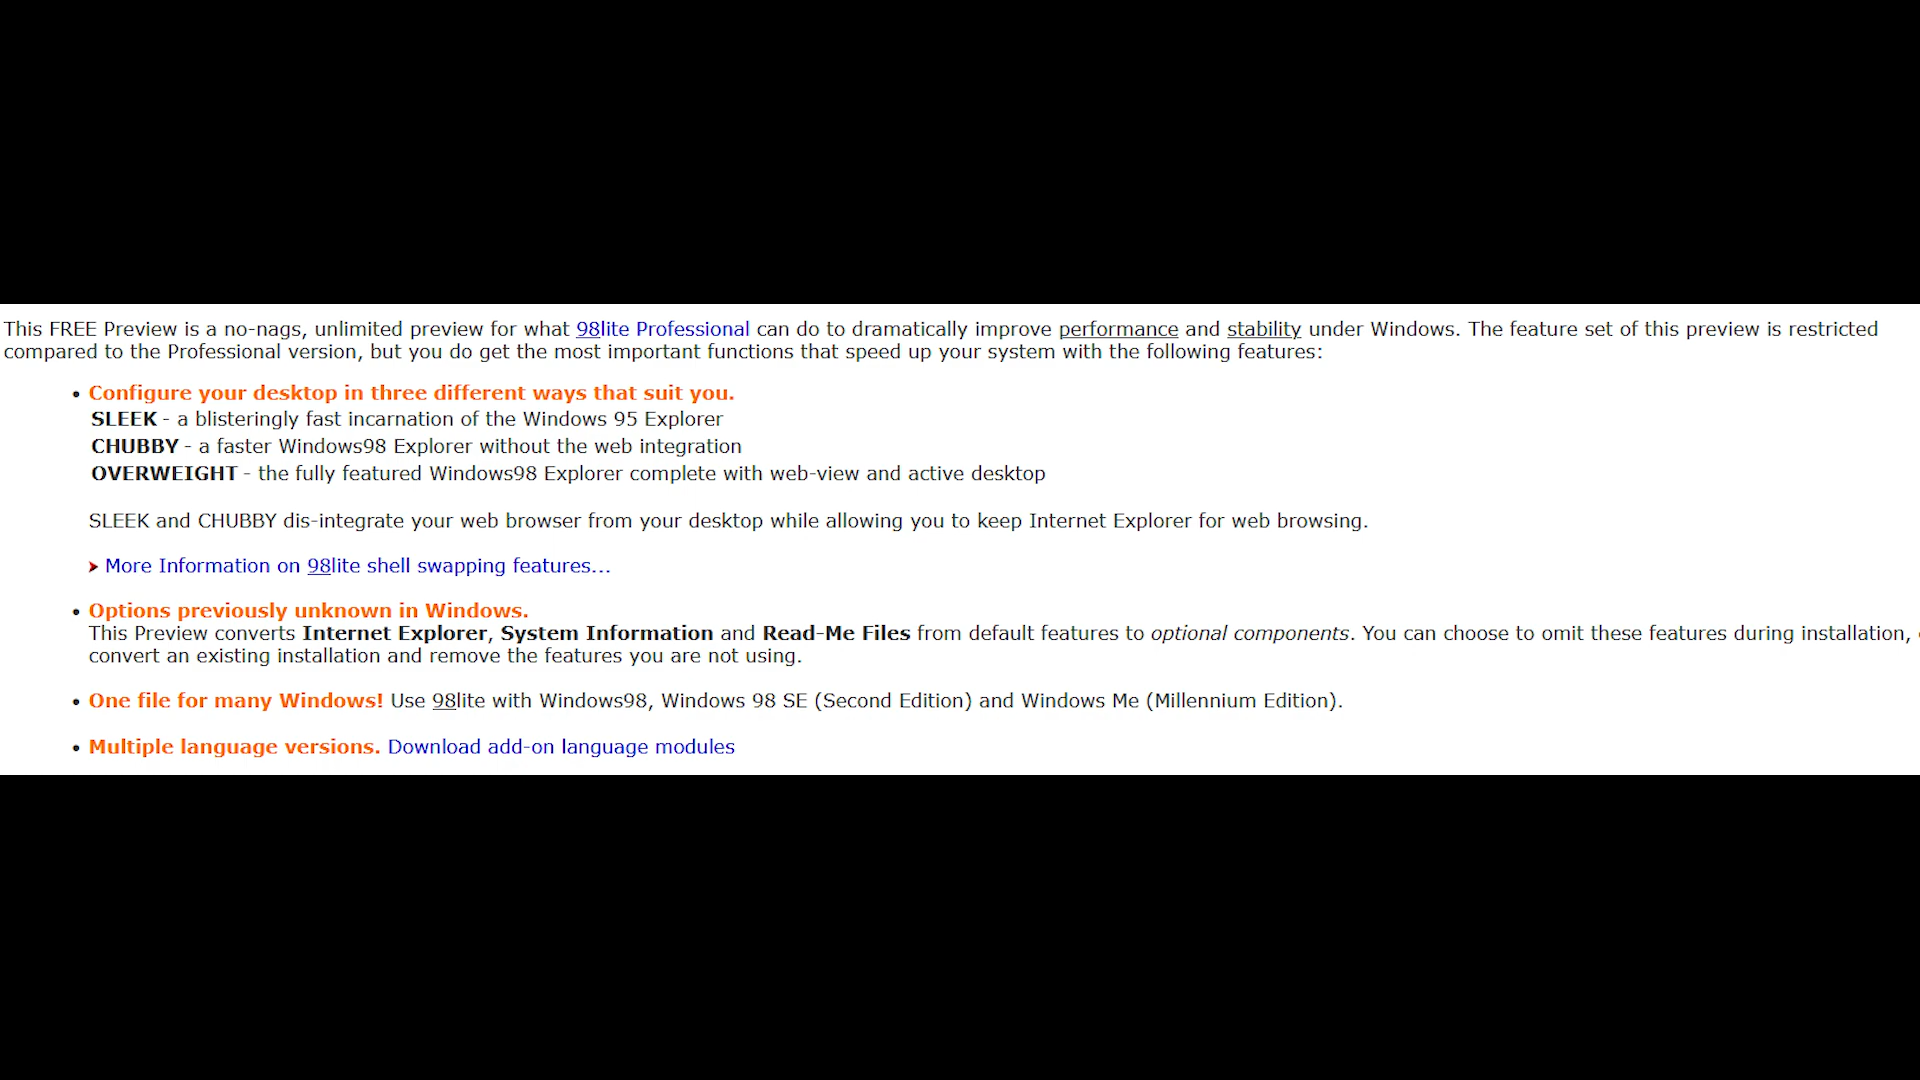 This FREE Preview is a no-nags, unlimited preview for what 98lite Professional can do to dramatically improve performance and stability under Windows. The feature set of this preview is restricted
compared to the Professional version, but you do get the most important functions that speed up your system with the following features:
• Configure your desktop in three different ways that suit you.
SLEEK - a blisteringly fast incarnation of the Windows 95 Explorer
CHUBBY - a faster Windows98 Explorer without the web integration
OVERWEIGHT - the fully featured Windows98 Explorer complete with web-view and active desktop
SLEEK and CHUBBY dis-integrate your web browser from your desktop while allowing you to keep Internet Explorer for web browsing.
More Information on 98lite shell swapping features...
• Options previously unknown in Windows.
This Preview converts Internet Explorer, System Information and Read-Me Files from default features to optional components. You can choose to omit these features during installation,
convert an existing installation and remove the features you are not using.
• One file for many Windows! Use 98lite with Windows98, Windows 98 SE (Second Edition) and Windows Me (Millennium Edition).
• Multiple language versions. Download add-on language modules